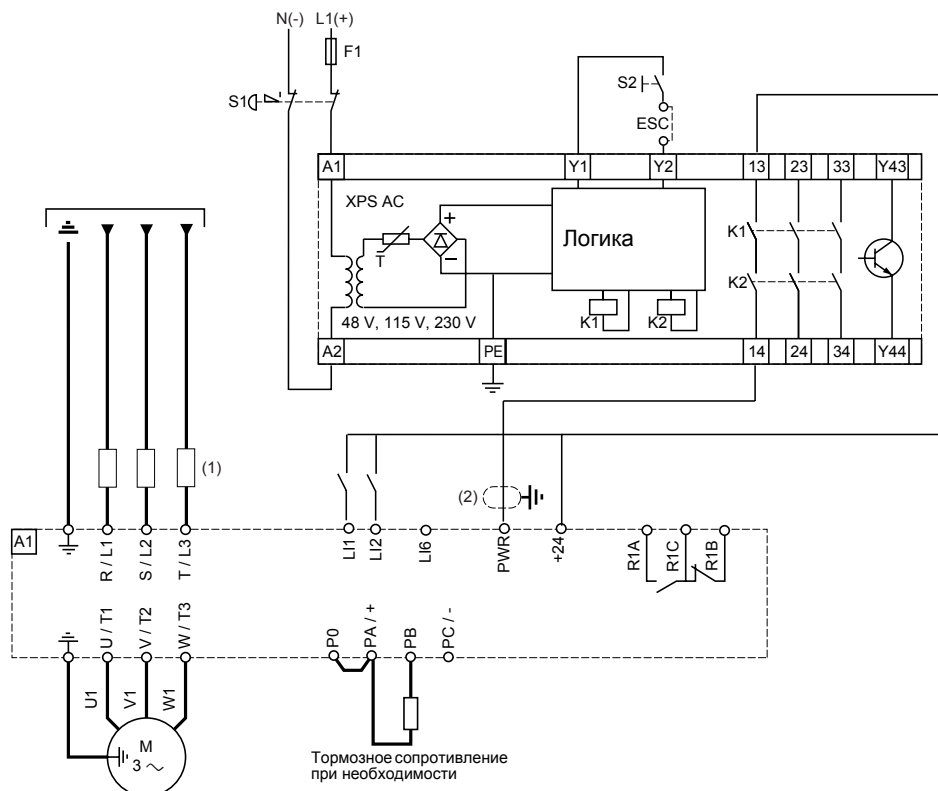 N(-) L1(+)
F1
S1
S2
ESC
A1 Y1 Y2 13 23 33 Y43
XPS AC
+
T
−
Логика
K1
K2
K1 K2
48 V, 115 V, 230 V
A2 PE 14 24 34 Y44
(1)
(2)
A1
R / L1
S / L2
T / L3
LI1
LI2
LI6
PWR
+24
R1A
R1C
R1B
U / T1
V / T2
W / T3
P0
PA / +
PB
PC / -
U1
V1
W1
M
3 ~
Тормозное сопротивление
при необходимости